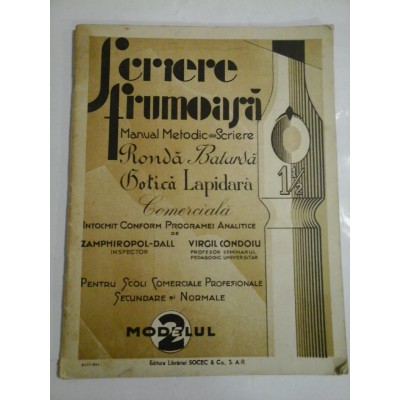 Scriere
frumoasă
Manual Metodic de Scriere
Rondă Batardă
Gotică Lapidară
Comercială
INTOCMIT CONFORM PROGRAMEI ANALITICE
DE
ZAMPHIROPOL-DALL VIRGIL CONDOIU
INSPECTOR PROFESOR SEMINARUL
PEDAGOGIC UNIVERSITAR
PENTRU ȘCOLI COMERCIALE PROFESIONALE
SECUNDARE ȘI NORMALE
MODELUL 2
Editura Librăriei SOCEC & Co., S. A. R.
1½